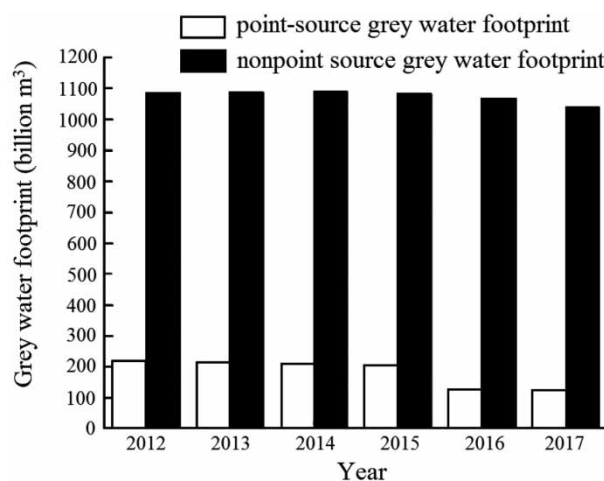 point-source grey water footprint
nonpoint source grey water footprint
Grey water footprint (billion m³)
1200
1100
1000
900
800
700
600
500
400
300
200
100
0
2012 2013 2014 2015 2016 2017
Year